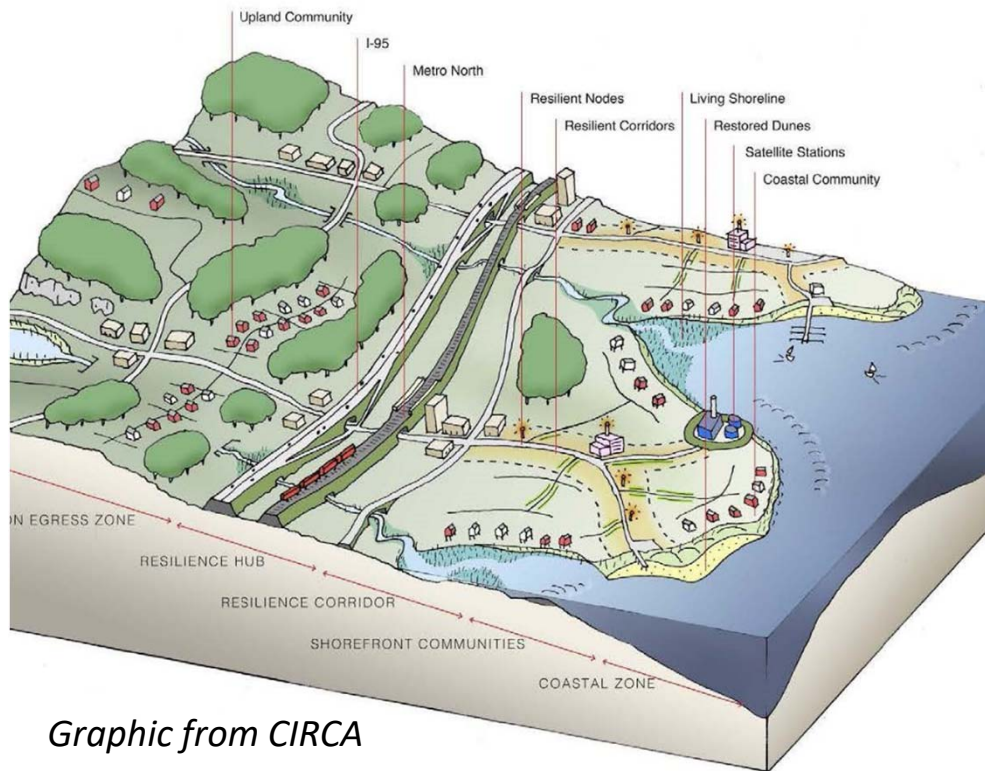 Upland Community
I-95
Metro North
Resilient Nodes
Living Shoreline
Resilient Corridors
Restored Dunes
Satellite Stations
Coastal Community
ON EGRESS ZONE
RESILIENCE HUB
RESILIENCE CORRIDOR
SHOREFRONT COMMUNITIES
COASTAL ZONE
Graphic from CIRCA